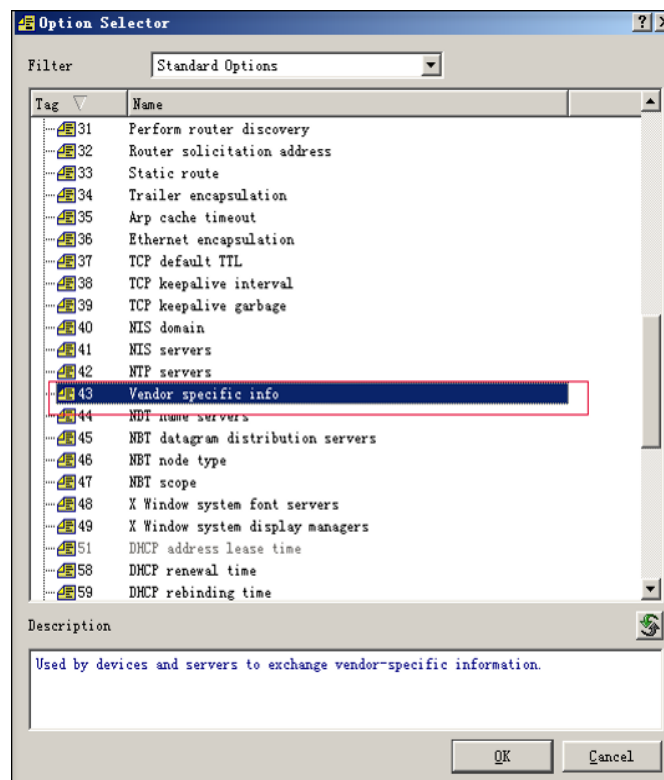 Option Selector
Filter Standard Options
Tag Name
31 Perform router discovery
32 Router solicitation address
33 Static route
34 Trailer encapsulation
35 Arp cache timeout
36 Ethernet encapsulation
37 TCP default TTL
38 TCP keepalive interval
39 TCP keepalive garbage
40 NIS domain
41 NIS servers
42 NTP servers
43 Vendor specific info
44 NBT name servers
45 NBT datagram distribution servers
46 NBT node type
47 NBT scope
48 X Window system font servers
49 X Window system display managers
51 DHCP address lease time
58 DHCP renewal time
59 DHCP rebinding time
Description
Used by devices and servers to exchange vendor-specific information.
OK Cancel